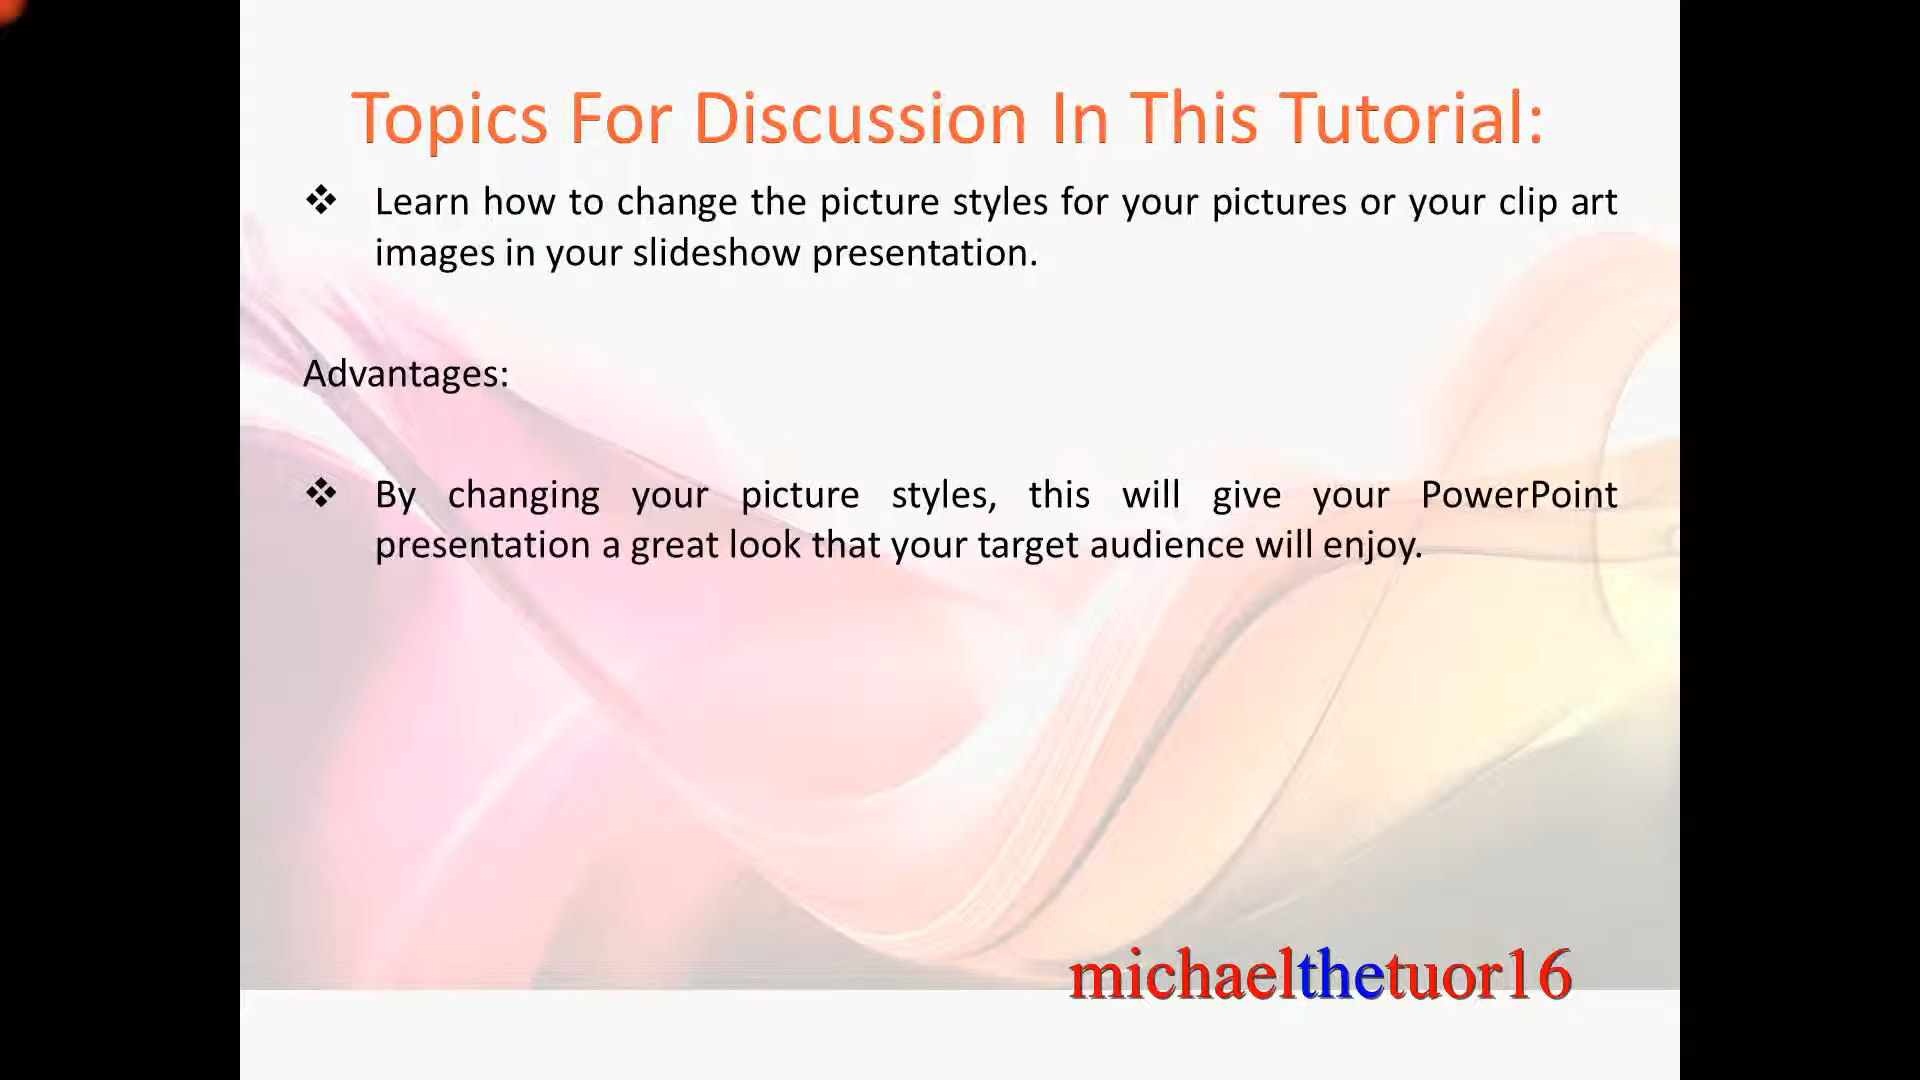 Topics For Discussion In This Tutorial:
❖ Learn how to change the picture styles for your pictures or your clip art
images in your slideshow presentation.
Advantages:
❖ By changing your picture styles, this will give your PowerPoint
presentation a great look that your target audience will enjoy.
michaelthetuor16